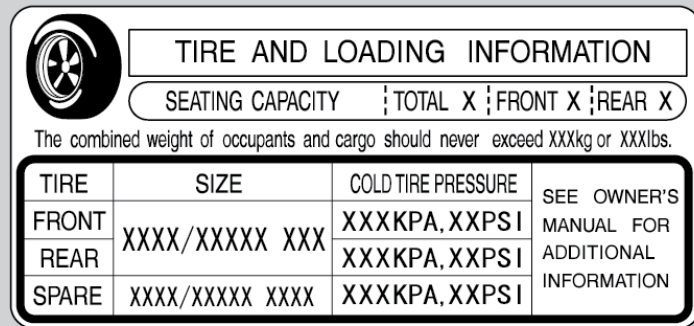 TIRE AND LOADING INFORMATION
SEATING CAPACITY TOTAL X FRONT X REAR X
The combined weight of occupants and cargo should never exceed XXXkg or XXXlbs.
TIRE SIZE COLD TIRE PRESSURE
FRONT XXXX/XXXXX XXX XXXKPA,XXPSI
REAR XXXKPA,XXPSI
SPARE XXXX/XXXXX XXXX XXXKPA,XXPSI
SEE OWNER'S
MANUAL FOR
ADDITIONAL
INFORMATION